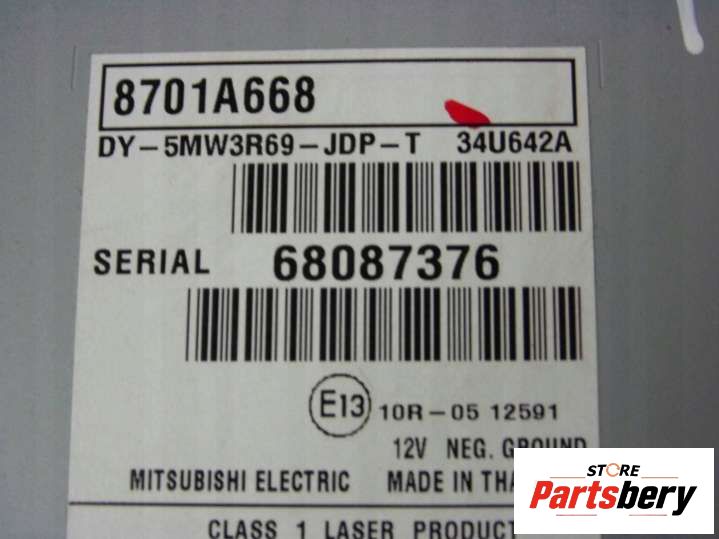 8701A668
DY-5MW3R69-JDP-T 34U642A
SERIAL 68087376
E13 10R-05 12591
12V NEG. GROUND
MITSUBISHI ELECTRIC MADE IN
CLASS 1 LASER PRODUCT
STORE
Partsbery